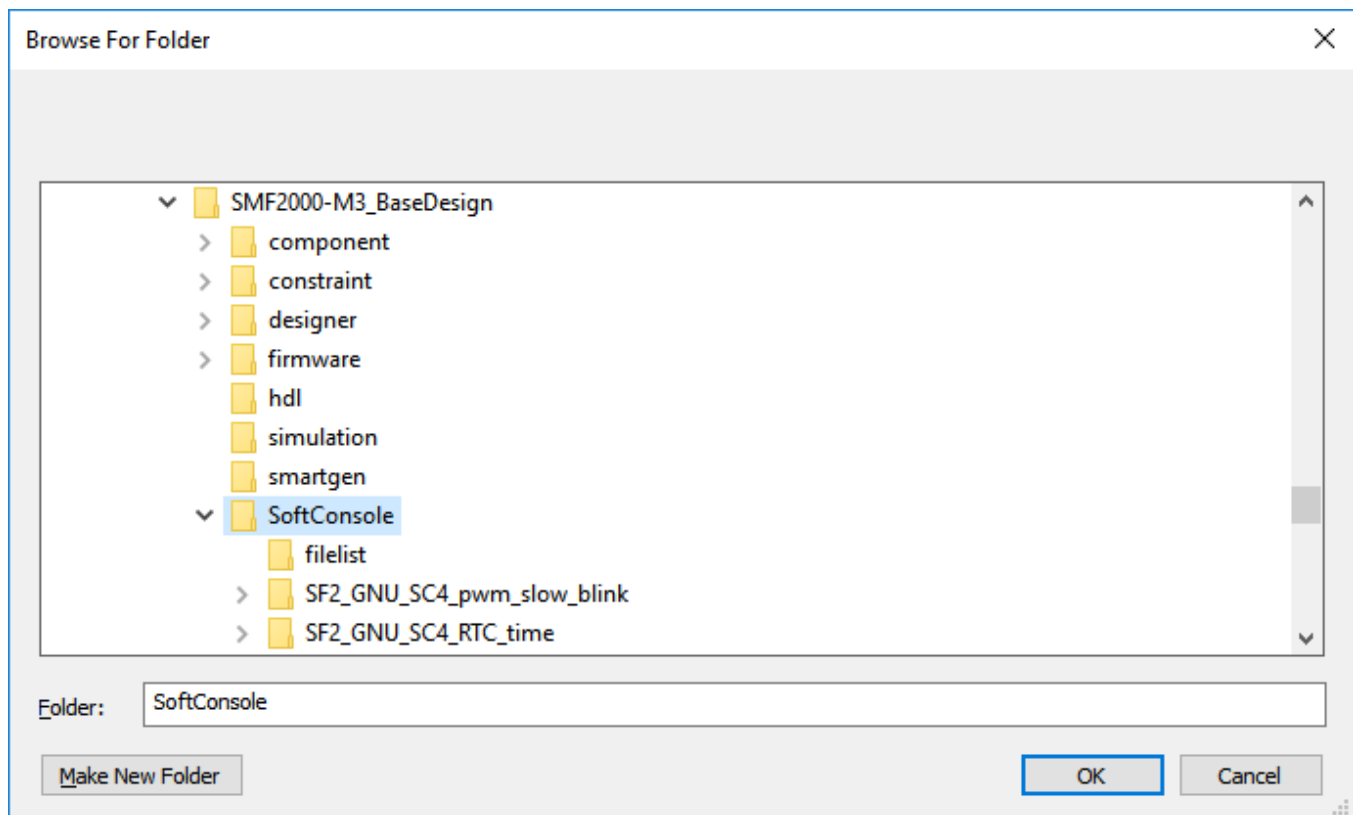 Browse For Folder
SMF2000-M3_BaseDesign
component
constraint
designer
firmware
hdl
simulation
smartgen
SoftConsole
filelist
SF2_GNU_SC4_pwm_slow_blink
SF2_GNU_SC4_RTC_time
Folder: SoftConsole
Make New Folder OK Cancel